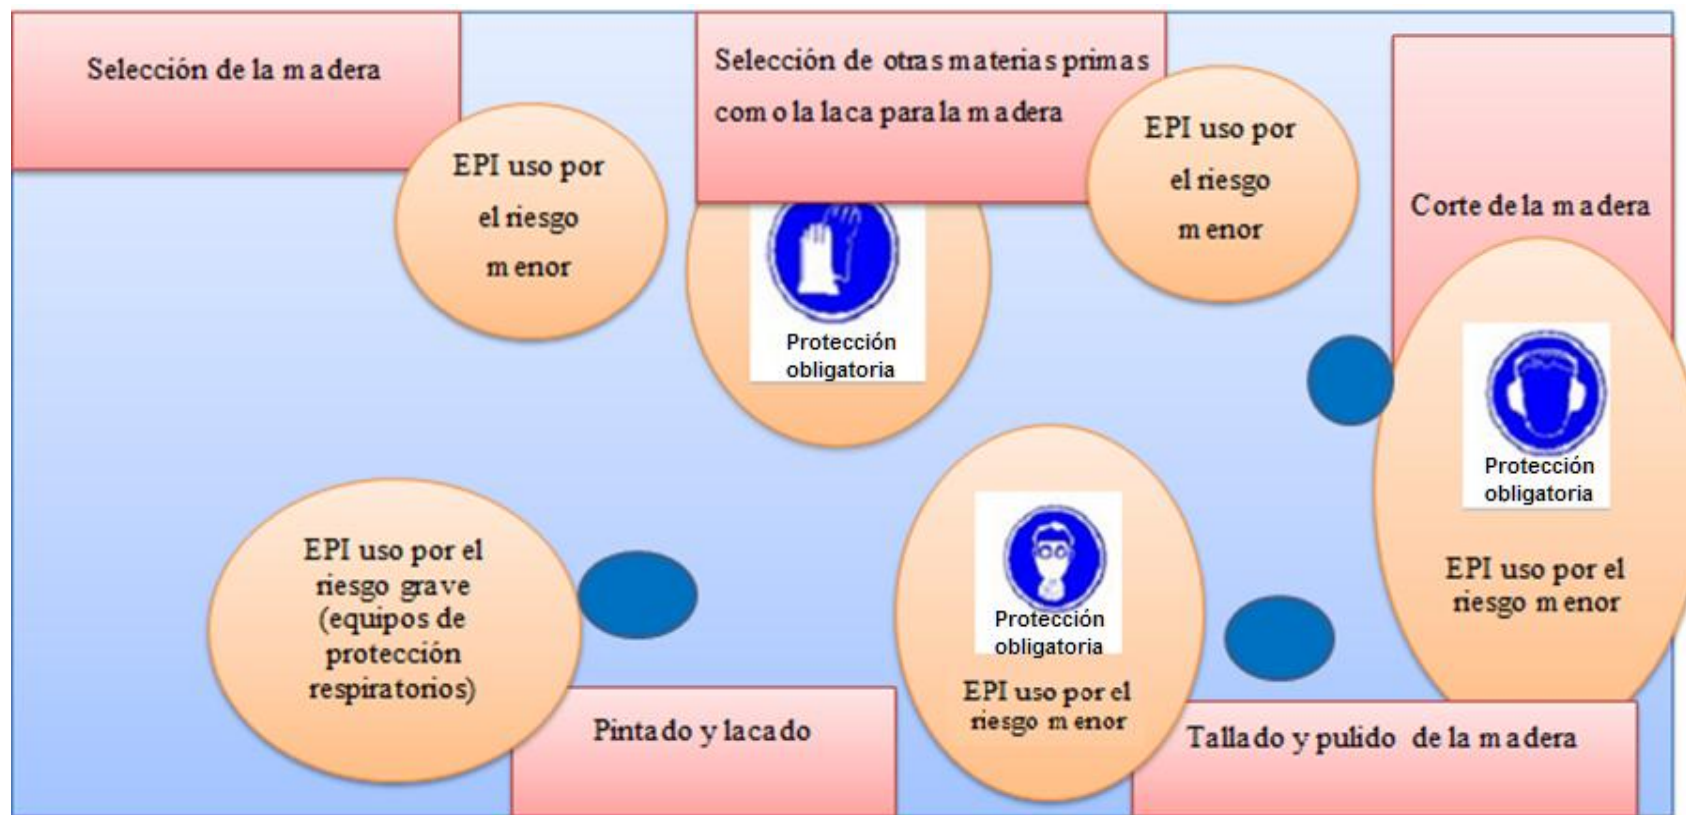 Selección de la madera
EPI uso por
el riesgo
menor
Selección de otras materias primas
como la laca para la madera
EPI uso por
el riesgo
menor
Protección
obligatoria
Corte de la madera
Protección
obligatoria
EPI uso por el
riesgo menor
EPI uso por el
riesgo grave
(equipos de
protección
respiratorios)
Pintado y lacado
Protección
obligatoria
EPI uso por el
riesgo menor
Tallado y pulido de la madera